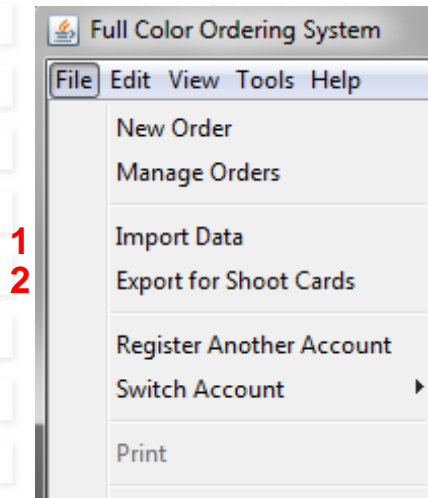 Full Color Ordering System
File Edit View Tools Help
New Order
Manage Orders
1 Import Data
2 Export for Shoot Cards
Register Another Account
Switch Account
Print